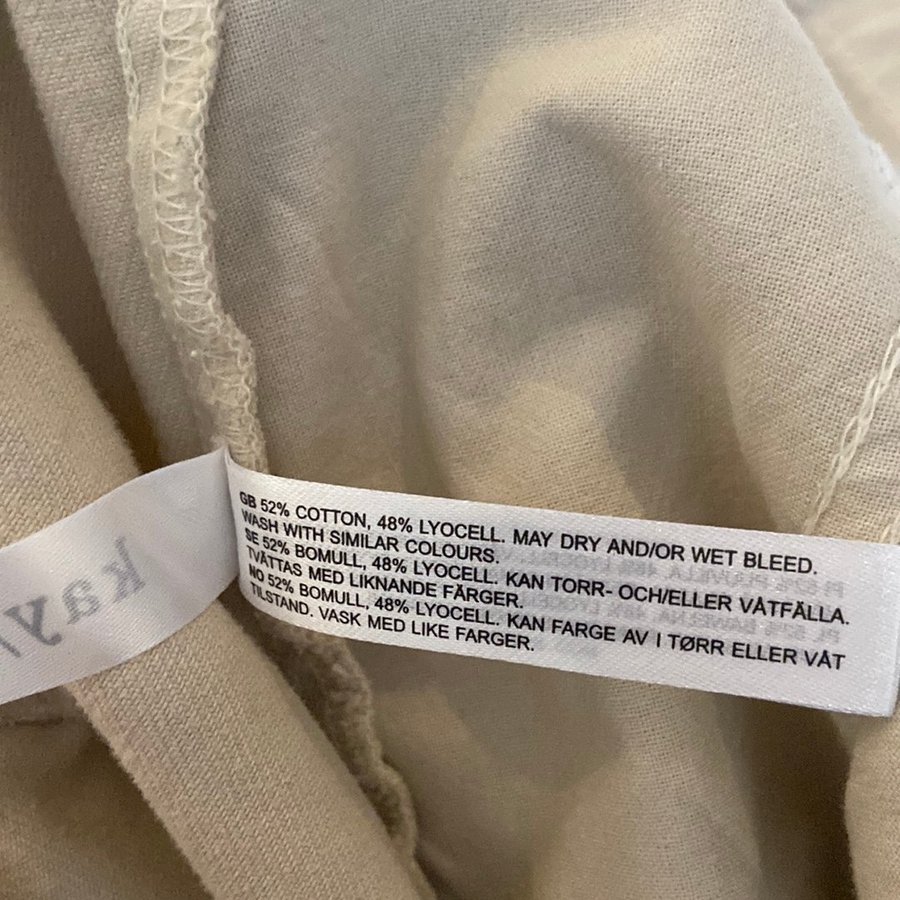 GB 52% COTTON, 48% LYOCELL. MAY DRY AND/OR WET BLEED.
WASH WITH SIMILAR COLOURS.
SE 52% BOMULL, 48% LYOCELL. KAN TORR- OCH/ELLER VÅTFÄLLA.
TVÄTTAS MED LIKNANDE FÄRGER.
NO 52% BOMULL, 48% LYOCELL. KAN FARGE AV I TØRR ELLER VÅT
TILSTAND. VASK MED LIKE FARGER.